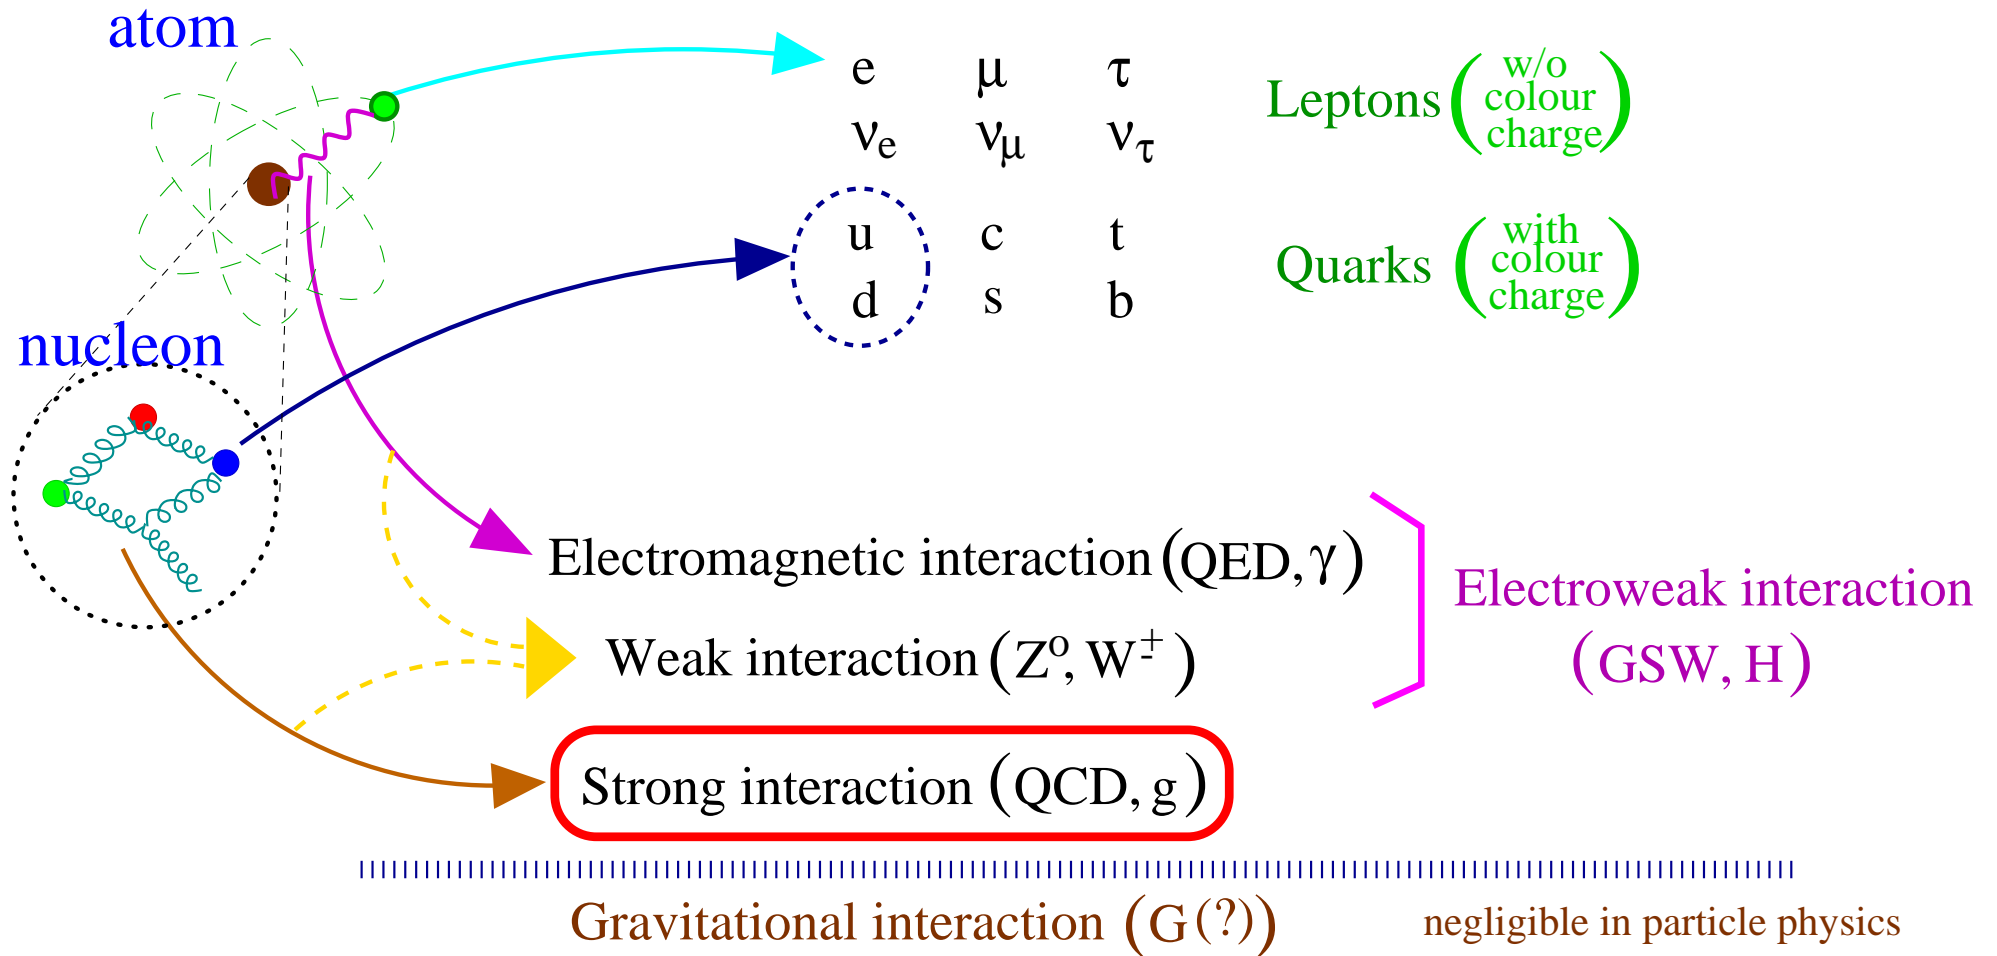 atom
e μ τ
Leptons ( w/o
colour
charge )
νe νμ ντ
u c t
Quarks ( with
colour
charge )
d s b
nucleon
Electromagnetic interaction (QED, γ)
Electroweak interaction
(GSW, H)
Weak interaction (Z⁰, W±)
Strong interaction (QCD, g)
Gravitational interaction (G (?)) negligible in particle physics